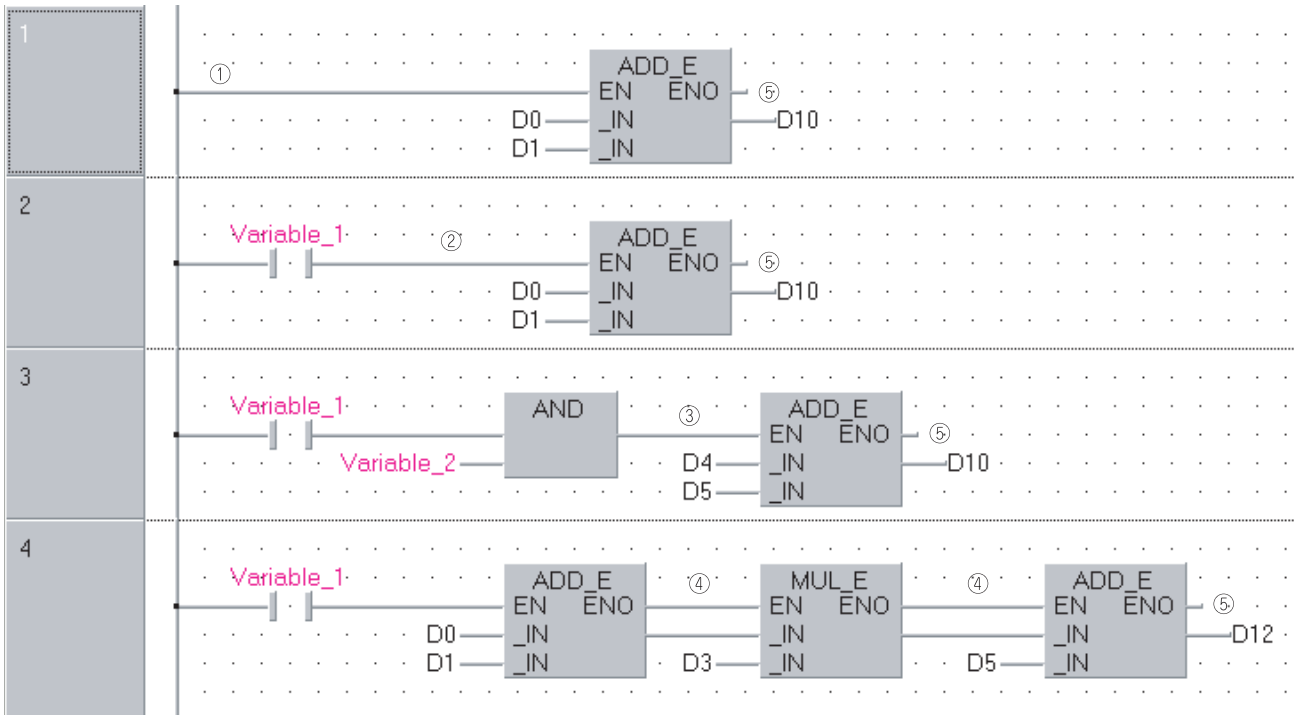 1
①
ADD_E
EN ENO ⑤
D0 _IN D10
D1 _IN
2
Variable_1 ②
ADD_E
EN ENO ⑤
D0 _IN D10
D1 _IN
3
Variable_1 AND ③ ADD_E
EN ENO ⑤
Variable_2 D4 _IN D10
D5 _IN
4
Variable_1 ADD_E ④ MUL_E ④ ADD_E
EN ENO EN ENO EN ENO ⑤
D0 _IN _IN _IN D12
D1 _IN D3 _IN D5 _IN